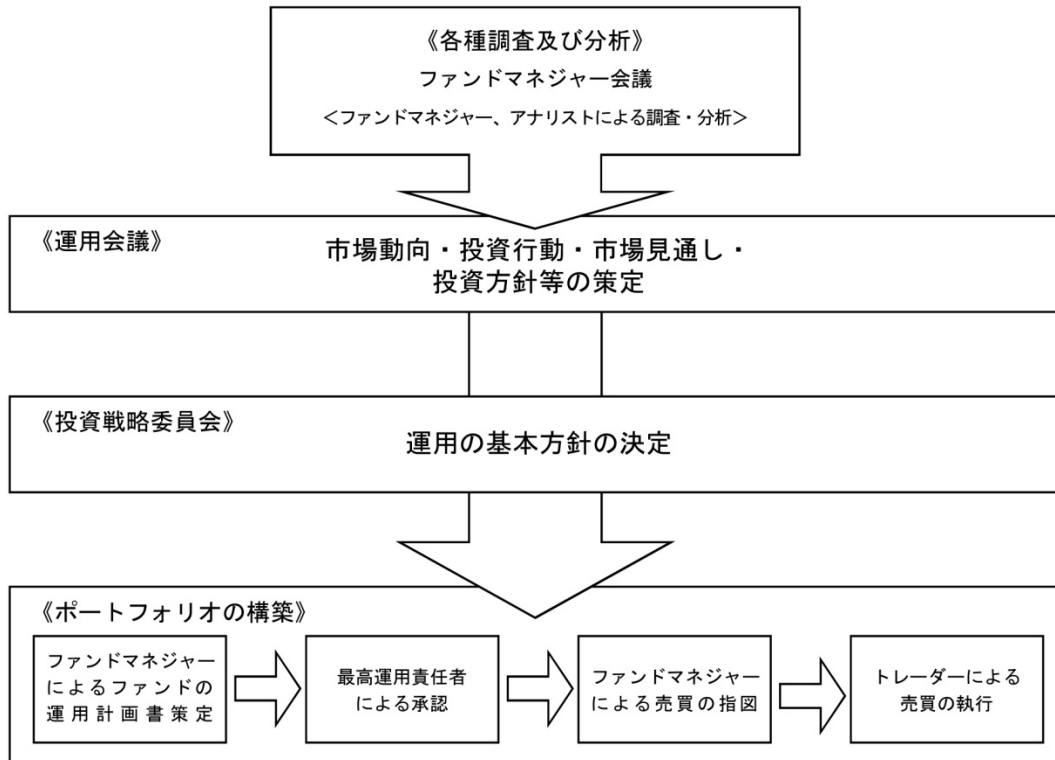 《各種調査及び分析》
ファンドマネジャー会議
＜ファンドマネジャー、アナリストによる調査・分析＞
《運用会議》
市場動向・投資行動・市場見通し・
投資方針等の策定
《投資戦略委員会》
運用の基本方針の決定
《ポートフォリオの構築》
ファンドマネジャー
によるファンドの
運用計画書策定
最高運用責任者
による承認
ファンドマネジャー
による売買の指図
トレーダーによる
売買の執行